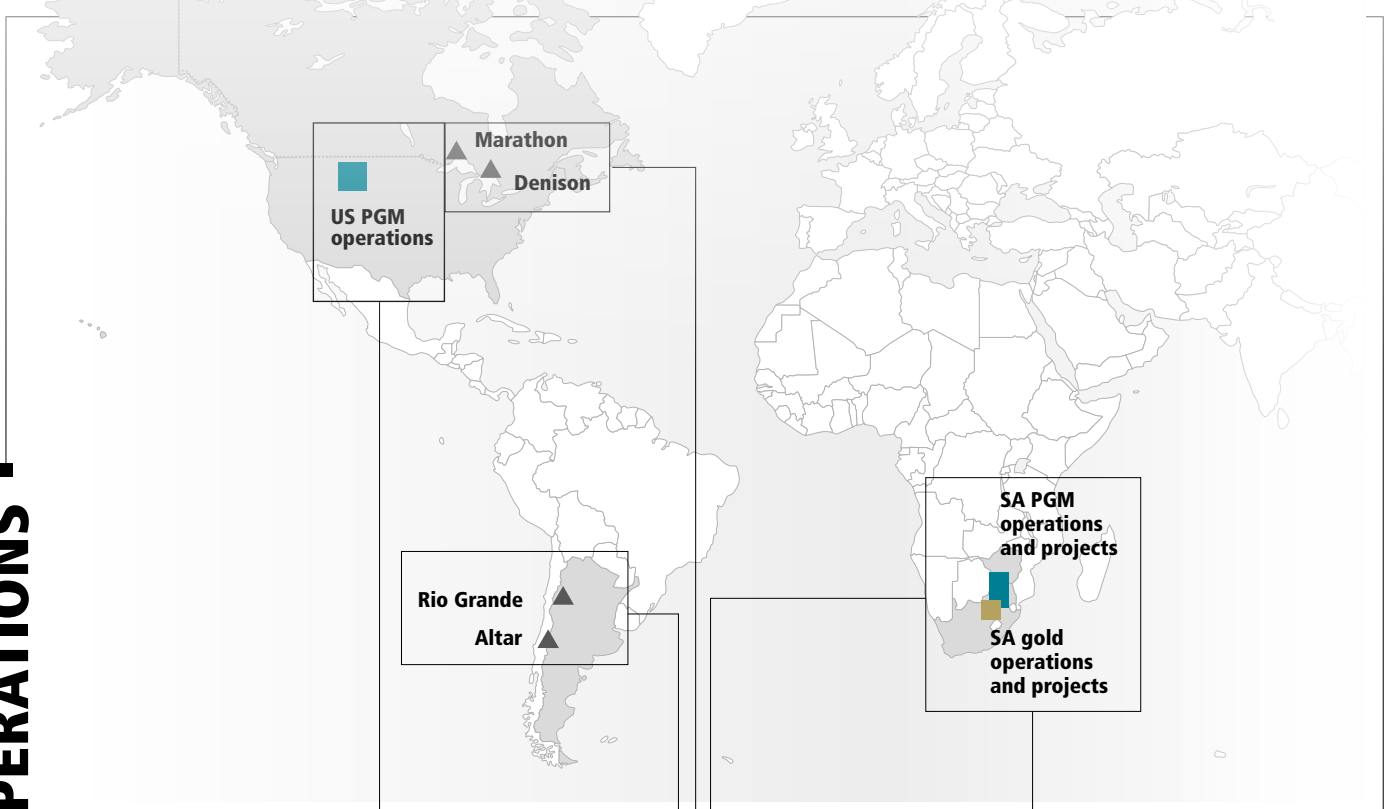 Marathon
Denison
US PGM
operations
SA PGM
operations
and projects
Rio Grande
Altar
SA gold
operations
and projects
PERATIONS